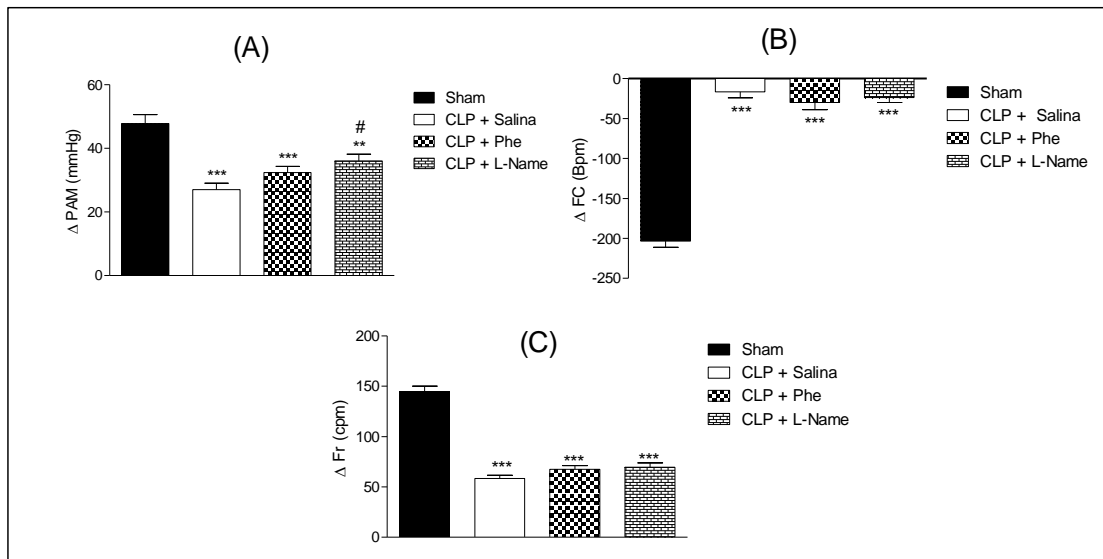 (A)
60
40
20
0
Δ PAM (mmHg)
***
***
#
**
Sham
CLP + Salina
CLP + Phe
CLP + L-Name
(B)
0
-50
-100
-150
-200
-250
Δ FC (Bpm)
***
***
***
Sham
CLP + Salina
CLP + Phe
CLP + L-Name
(C)
200
150
100
50
0
Δ Fr (cpm)
***
***
***
Sham
CLP + Salina
CLP + Phe
CLP + L-Name